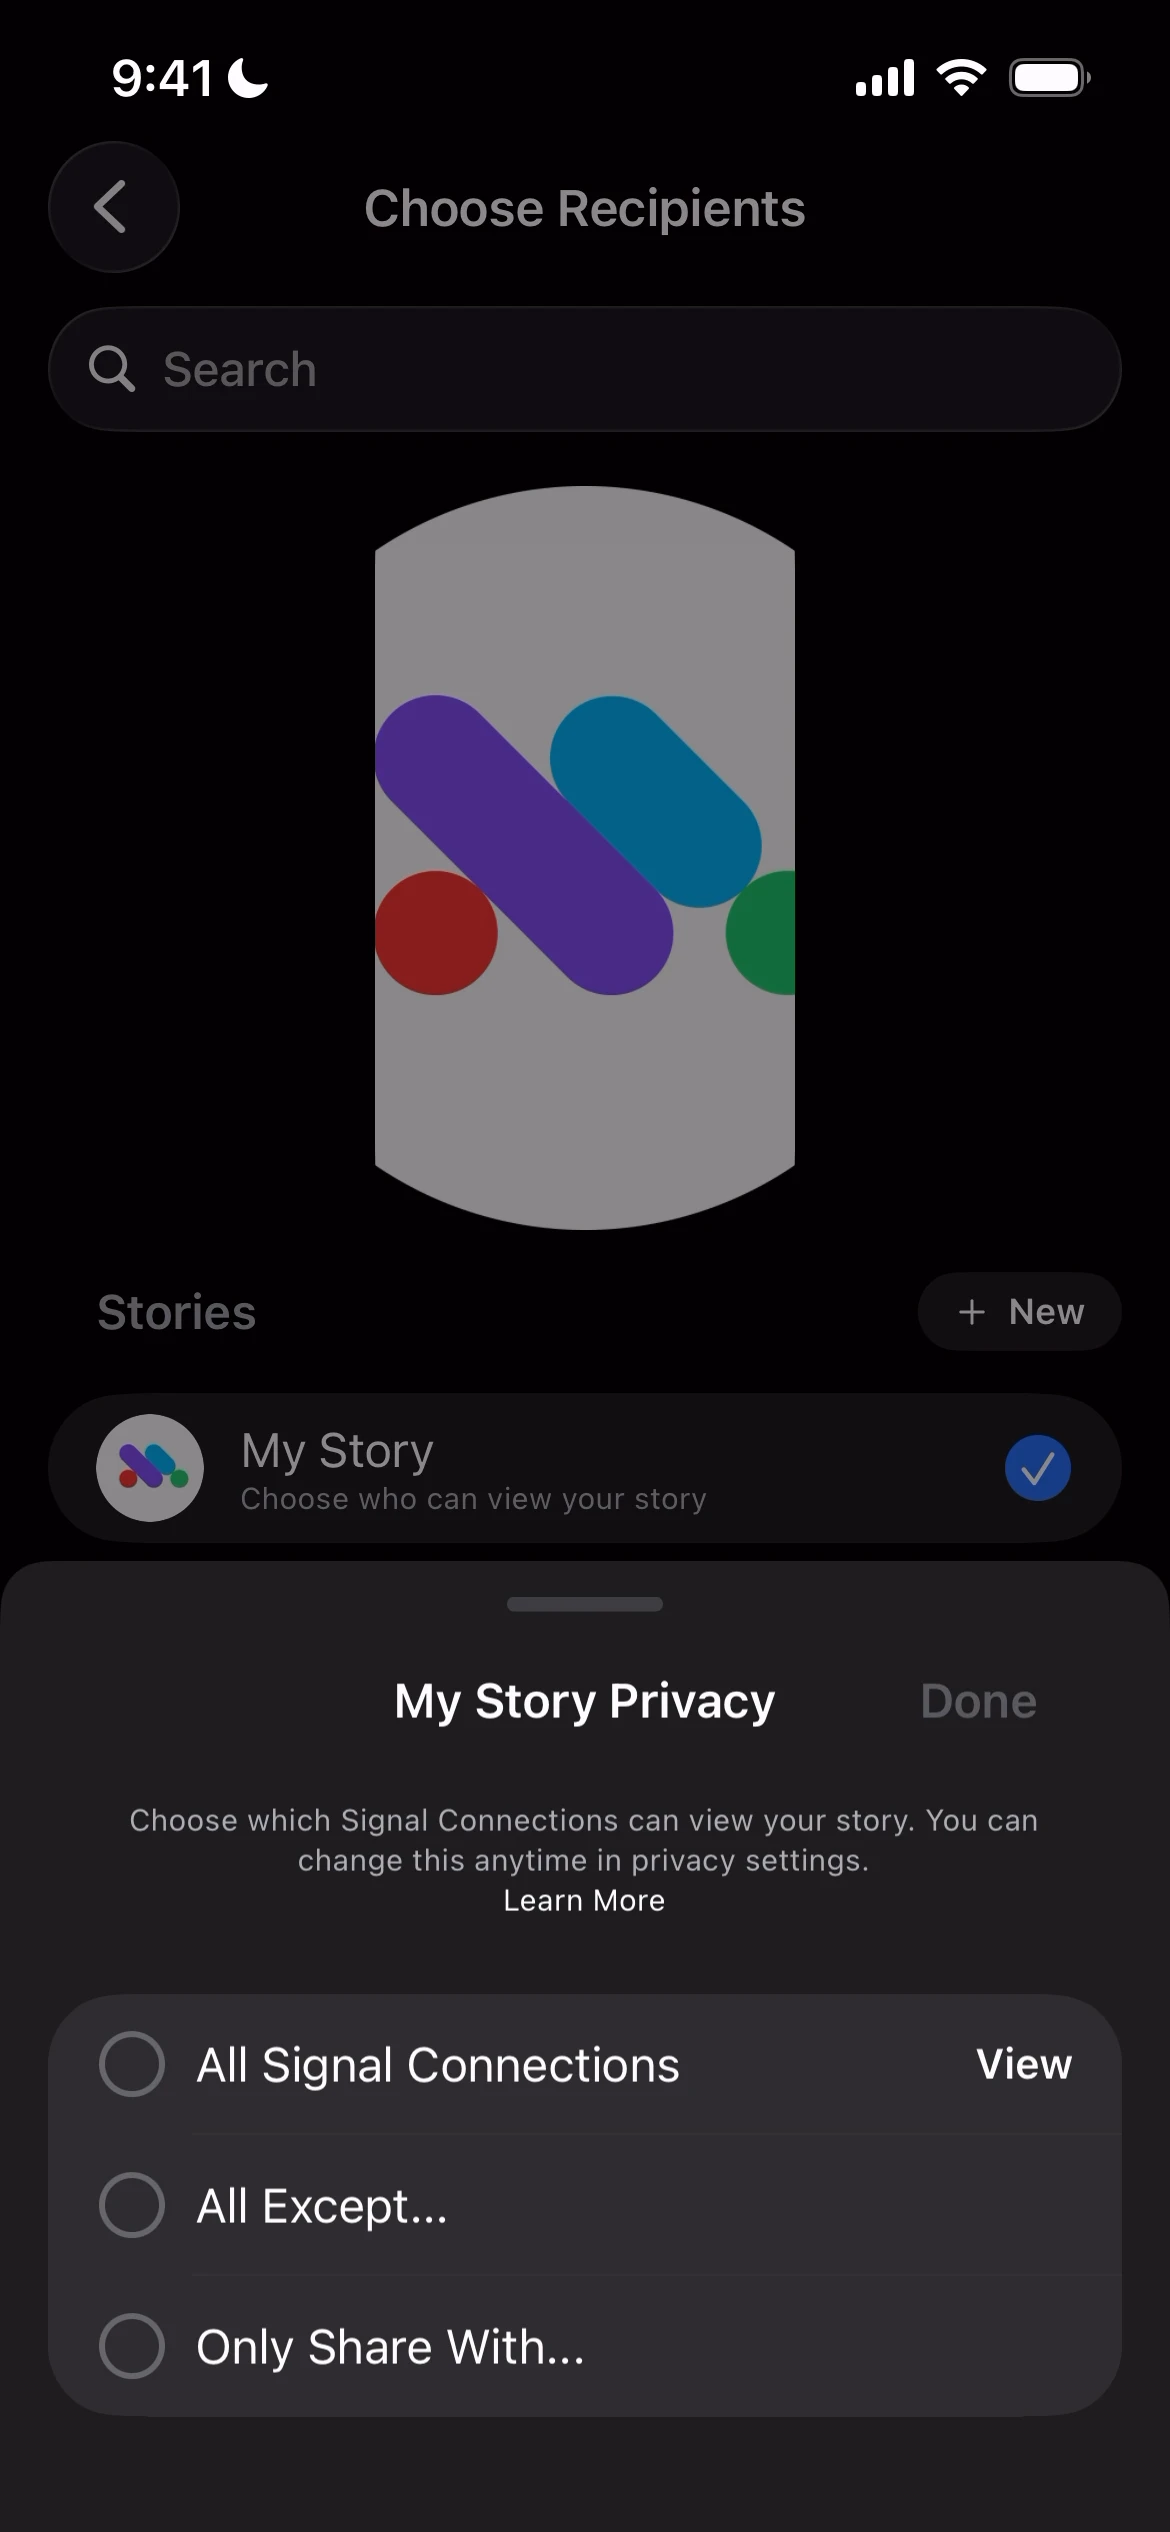 9:41
Choose Recipients
Search
Stories
+ New
My Story
Choose who can view your story
My Story Privacy
Done
Choose which Signal Connections can view your story. You can
change this anytime in privacy settings.
Learn More
All Signal Connections
View
All Except...
Only Share With...